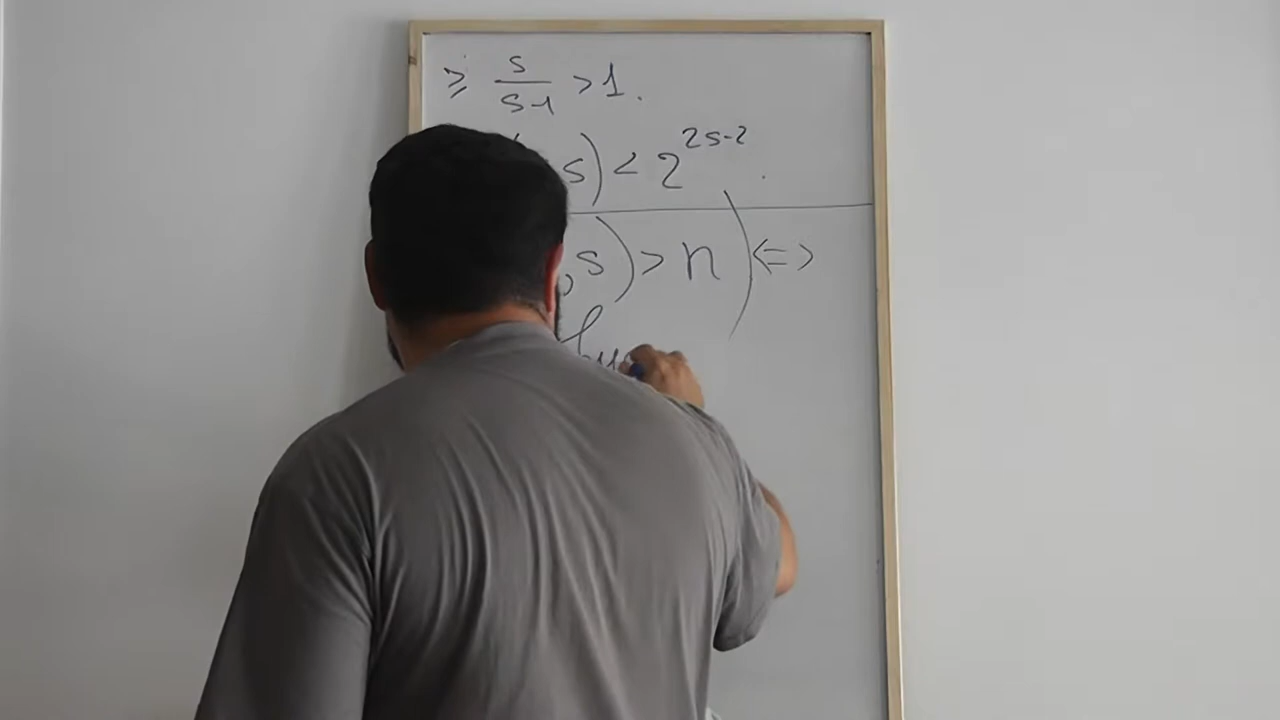 ≥ s/(s-1) > 1.
s) < 2^{2s-2}.
,s) > n) <=>